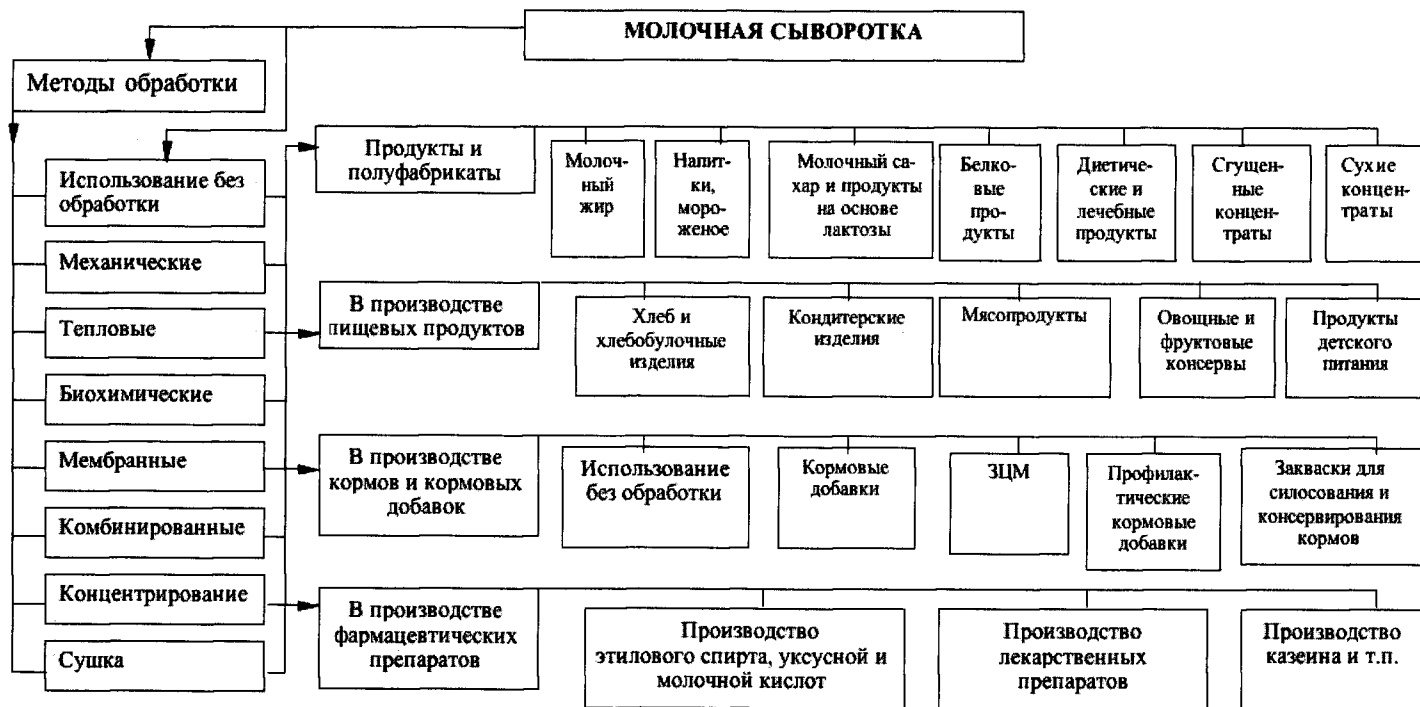 МОЛОЧНАЯ СЫВОРОТКА
Методы обработки
Использование без
обработки
Механические
Тепловые
Биохимические
Мембранные
Комбинированные
Концентрирование
Сушка
Продукты и
полуфабрикаты
Молоч-
ный
жир
Напит-
ки,
моро-
женое
Молочный са-
хар и продукты
на основе
лактозы
Белко-
вые
про-
дукты
Диетиче-
ские и
лечебные
продукты
Сгущен-
ные
концен-
траты
Сухие
концен-
траты
В производстве
пищевых продуктов
Хлеб и
хлебобулочные
изделия
Кондитерские
изделия
Мясопродукты
Овощные и
фруктовые
консервы
Продукты
детского
питания
В производстве
кормов и кормовых
добавок
Использование
без обработки
Кормовые
добавки
ЗЦМ
Профилак-
тические
кормовые
добавки
Закваски для
силосования и
консервирования
кормов
В производстве
фармацевтических
препаратов
Производство
этилового спирта, уксусной и
молочной кислот
Производство
лекарственных
препаратов
Производство
казеина и т.п.